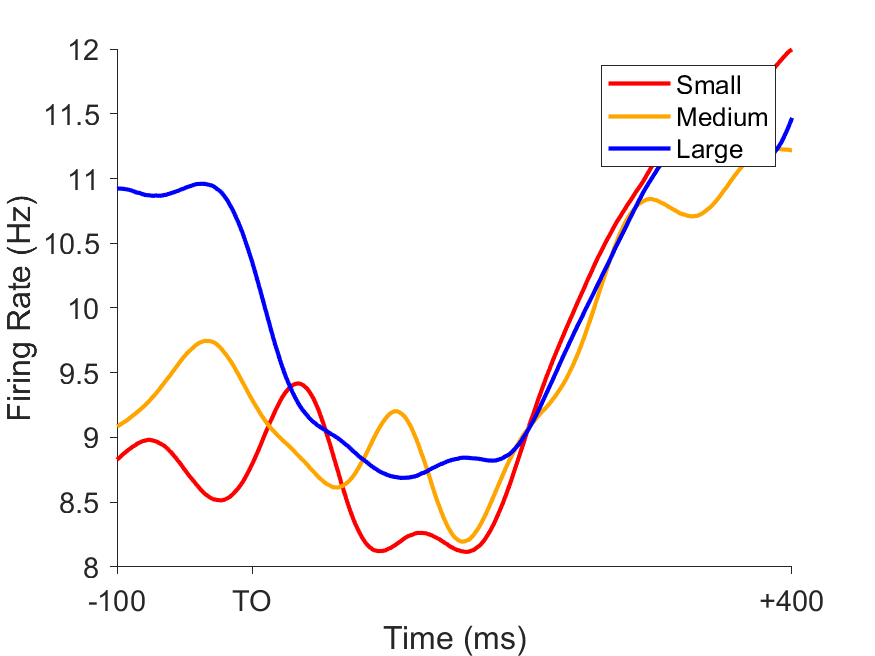 12
11.5
11
10.5
10
9.5
9
8.5
8
Firing Rate (Hz)
Small
Medium
Large
-100
TO
+400
Time (ms)